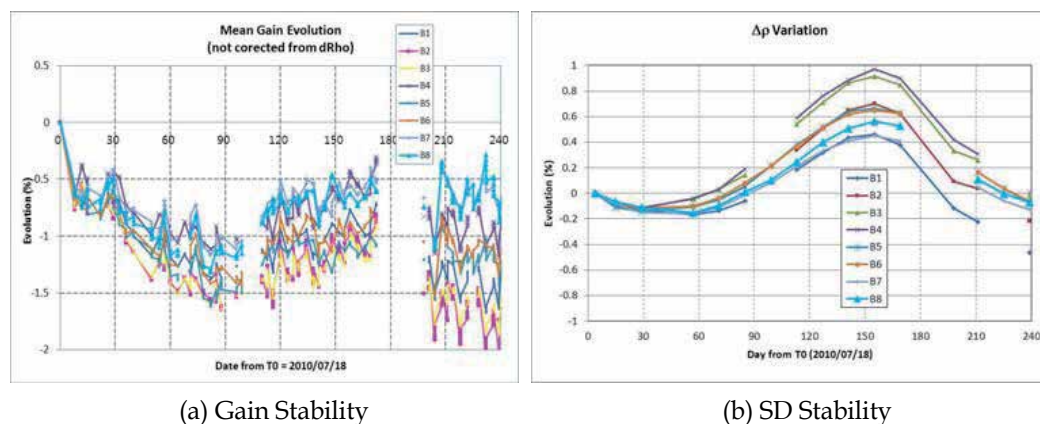 Mean Gain Evolution
(not corected from dRho)
B1
B2
B3
B4
B5
B6
B7
B8
0.5
0
-0.5
-1
-1.5
-2
0 30 60 90 120 150 180 210 240
Evolution (%)
Date from T0 = 2010/07/18
Δρ Variation
1
0.8
0.6
0.4
0.2
0
-0.2
-0.4
-0.6
-0.8
-1
0 30 60 90 120 150 180 210 240
Evolution (%)
Day from T0 (2010/07/18)
B1
B2
B3
B4
B5
B6
B7
B8
(a) Gain Stability
(b) SD Stability